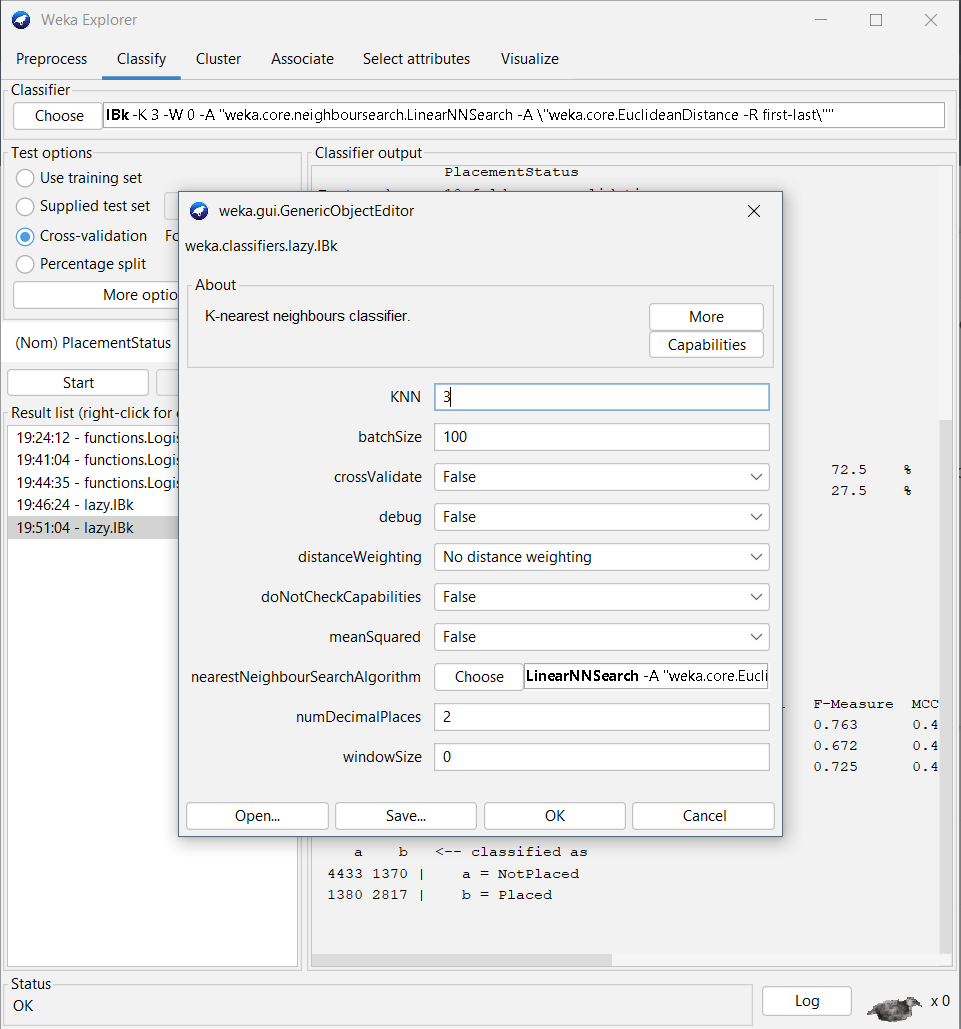 Weka Explorer
Preprocess Classify Cluster Associate Select attributes Visualize
Classifier
Choose IBk -K 3 -W 0 -A "weka.core.neighboursearch.LinearNNSearch -A \"weka.core.EuclideanDistance -R first-last\""
Test options
Use training set
Supplied test set
Cross-validation Fo
Percentage split
More optio
(Nom) PlacementStatus
Start
Result list (right-click for
19:24:12 - functions.Logis
19:41:04 - functions.Logis
19:44:35 - functions.Logis
19:46:24 - lazy.IBk
19:51:04 - lazy.IBk
Classifier output
PlacementStatus
weka.gui.GenericObjectEditor
weka.classifiers.lazy.IBk
About
K-nearest neighbours classifier.
More
Capabilities
KNN 3
batchSize 100
crossValidate False
debug False
distanceWeighting No distance weighting
doNotCheckCapabilities False
meanSquared False
nearestNeighbourSearchAlgorithm Choose LinearNNSearch -A "weka.core.Eucli
numDecimalPlaces 2
windowSize 0
Open... Save... OK Cancel
72.5 %
27.5 %
F-Measure MCC
0.763 0.4
0.672 0.4
0.725 0.4
a b <-- classified as
4433 1370 | a = NotPlaced
1380 2817 | b = Placed
Status
OK
Log
x 0